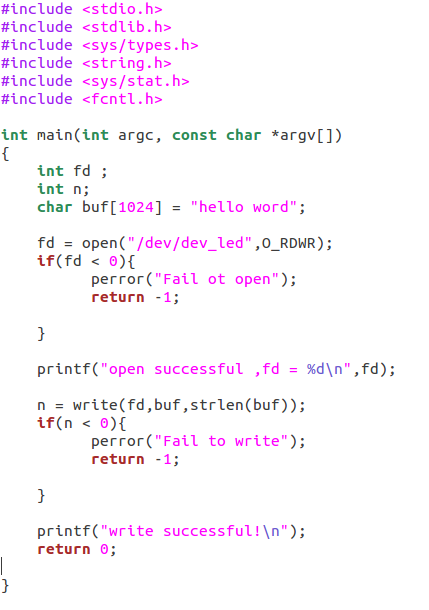 #include <stdio.h>
#include <stdlib.h>
#include <sys/types.h>
#include <string.h>
#include <sys/stat.h>
#include <fcntl.h>

int main(int argc, const char *argv[])
{
    int fd ;
    int n;
    char buf[1024] = "hello word";

    fd = open("/dev/dev_led",O_RDWR);
    if(fd < 0){
          perror("Fail ot open");
          return -1;

    }

    printf("open successful ,fd = %d\n",fd);

    n = write(fd,buf,strlen(buf));
    if(n < 0){
          perror("Fail to write");
          return -1;

    }

    printf("write successful!\n");
    return 0;

}